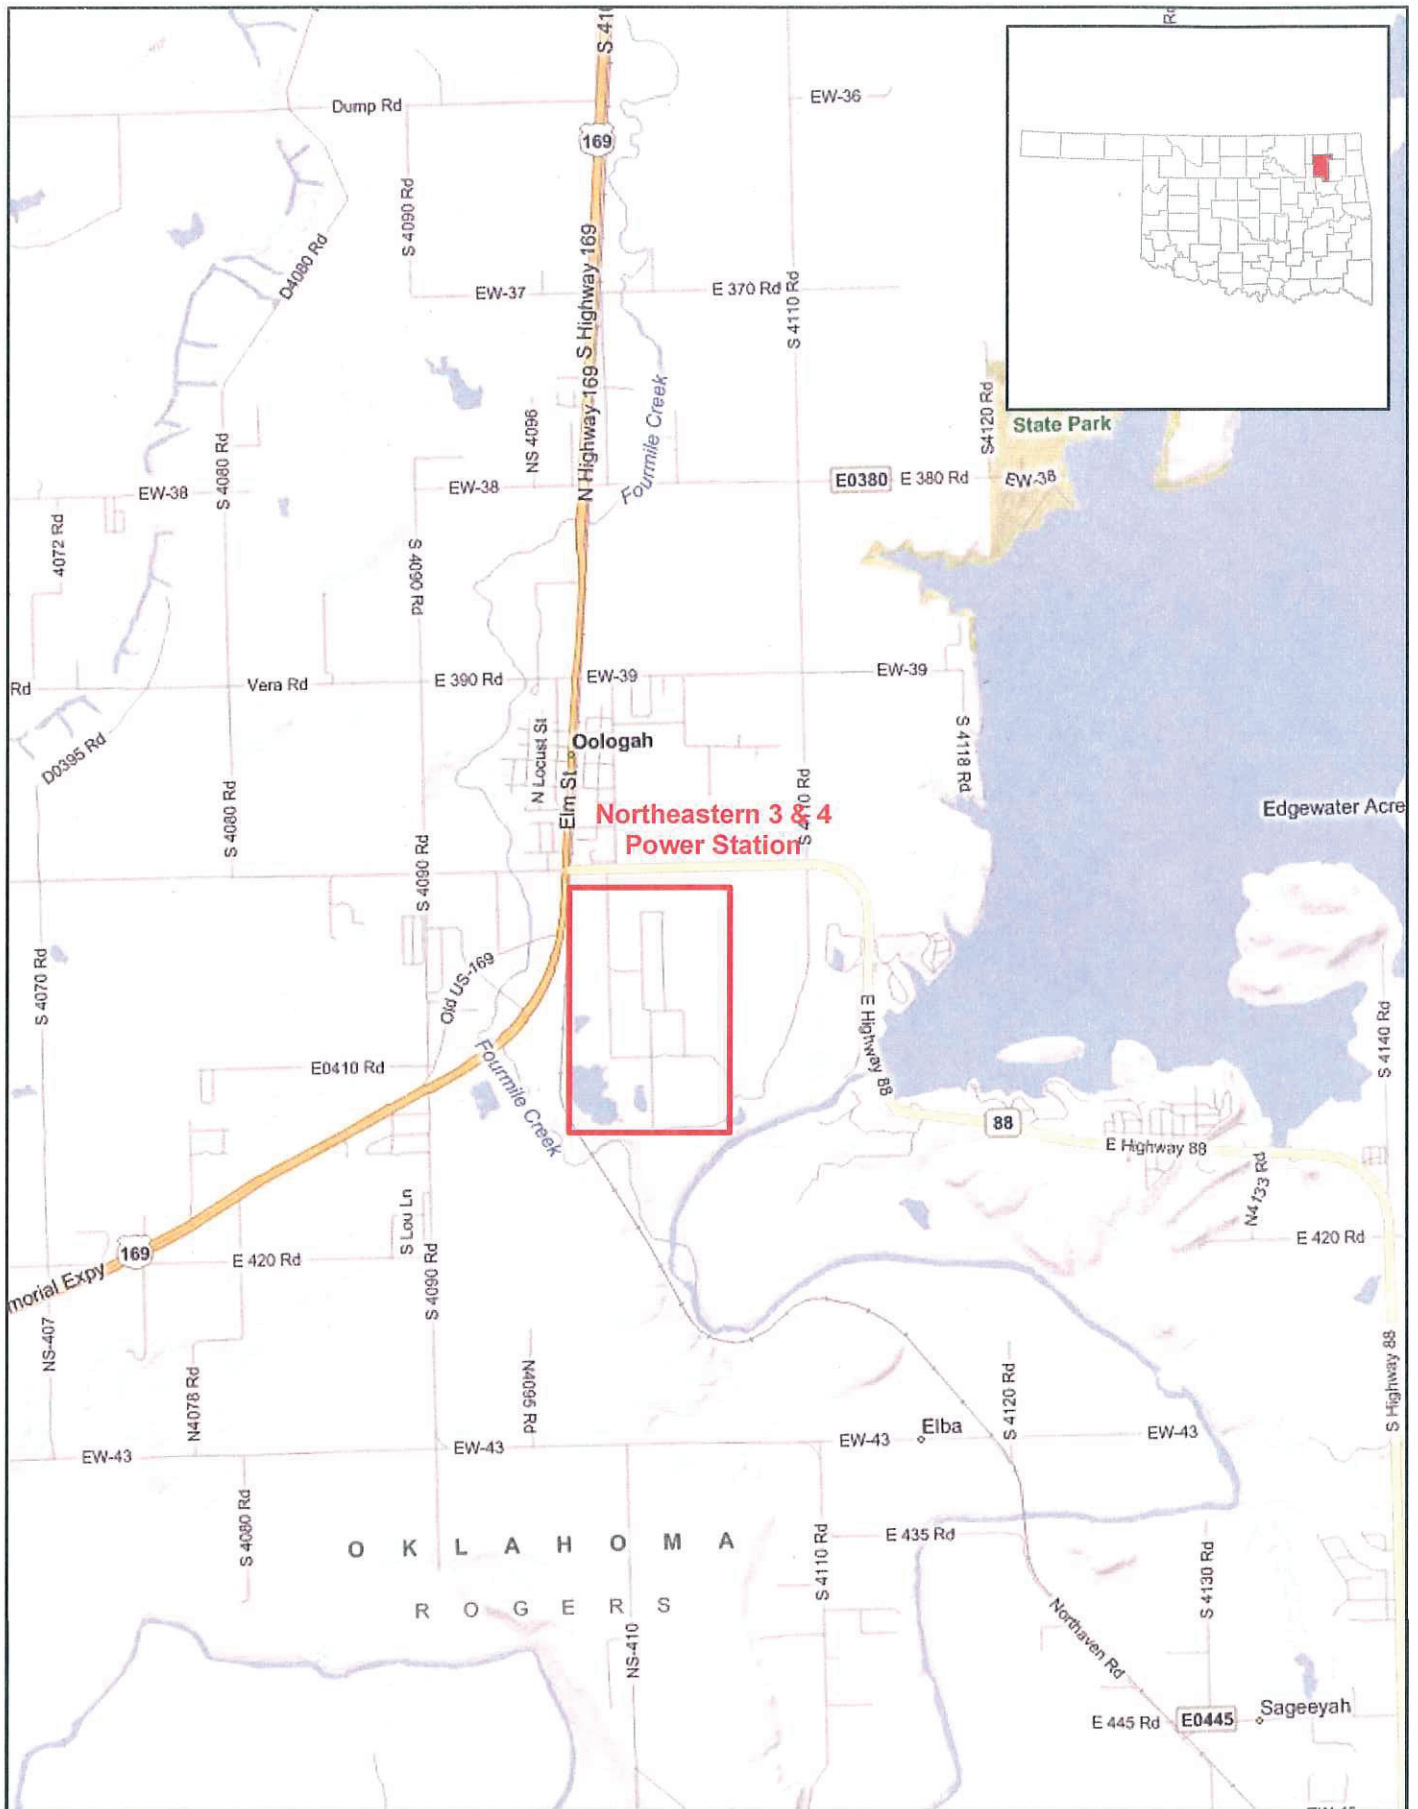 S 410
Dump Rd
EW-36
169
S 4090 Rd
D4080 Rd
S Highway 169
EW-37
E 370 Rd
S 4110 Rd
N Highway 169
Fourmile Creek
NS 4096
S4120 Rd
State Park
S 4080 Rd
EW-38
EW-38
E0380
E 380 Rd
EW-38
4072 Rd
S 4090 Rd
Rd
Vera Rd
E 390 Rd
EW-39
EW-39
D0395 Rd
N Locust St
Oologah
S 4118 Rd
Elm St
S 4080 Rd
Northeastern 3 & 4
Power Station
S 4110 Rd
Edgewater Acre
S 4090 Rd
S 4070 Rd
Old US-169
E Highway 88
S 4140 Rd
E0410 Rd
Fourmile Creek
88
E Highway 88
N4133 Rd
S Lou Ln
169
E 420 Rd
E 420 Rd
morial Expy
S 4090 Rd
NS-407
N4078 Rd
N4095 Rd
S 4120 Rd
S Highway 88
EW-43
EW-43
EW-43
Elba
EW-43
S 4080 Rd
OKLAHOMA
S 4110 Rd
E 435 Rd
S 4130 Rd
ROGERS
NS-410
Northaven Rd
E 445 Rd
E0445
Sageeyah